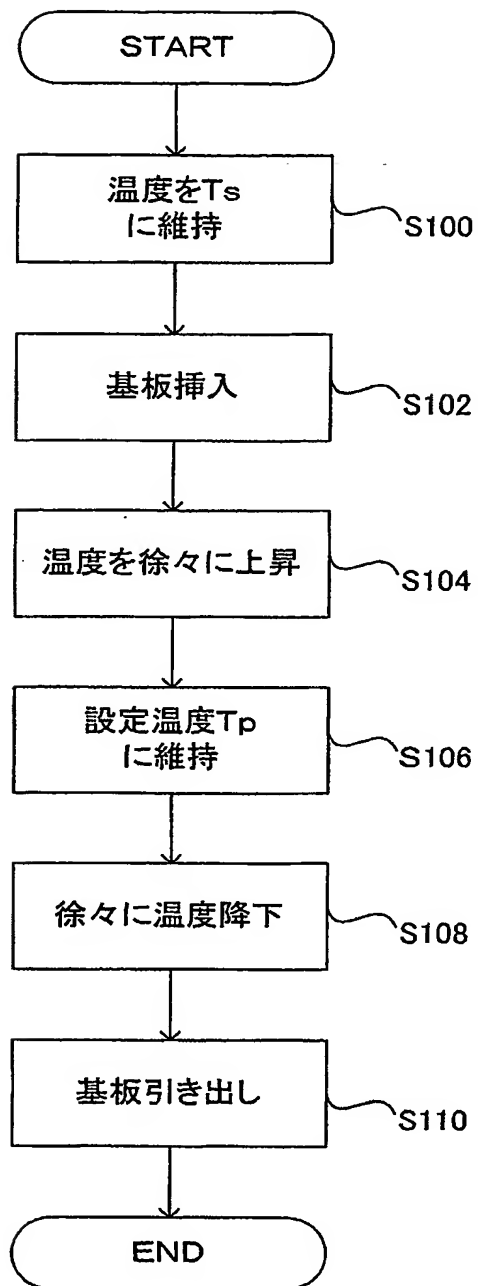 START
温度をTs
に維持
S100
基板挿入
S102
温度を徐々に上昇
S104
設定温度Tp
に維持
S106
徐々に温度降下
S108
基板引き出し
S110
END